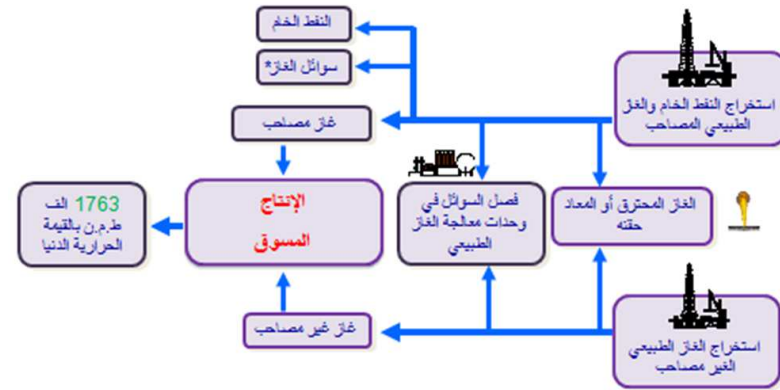 استخراج النفط الخام والغاز
الطبيعي المصاحب
النفط الخام
سوائل الغاز*
غاز مصاحب
الغاز المحترق أو المعاد
حقنه
فصل السوائل في
وحدات معالجة الغاز
الطبيعي
الإنتاج
المسوق
1763 الف
ط.م.ن بالقيمة
الحرارية الدنيا
استخراج الغاز الطبيعي
الغير مصاحب
غاز غير مصاحب